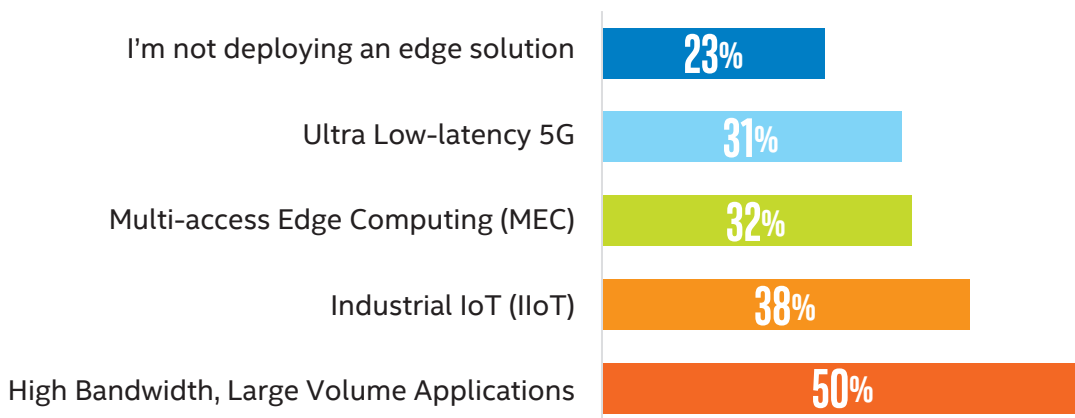 I’m not deploying an edge solution 23%
Ultra Low-latency 5G 31%
Multi-access Edge Computing (MEC) 32%
Industrial IoT (IIoT) 38%
High Bandwidth, Large Volume Applications 50%